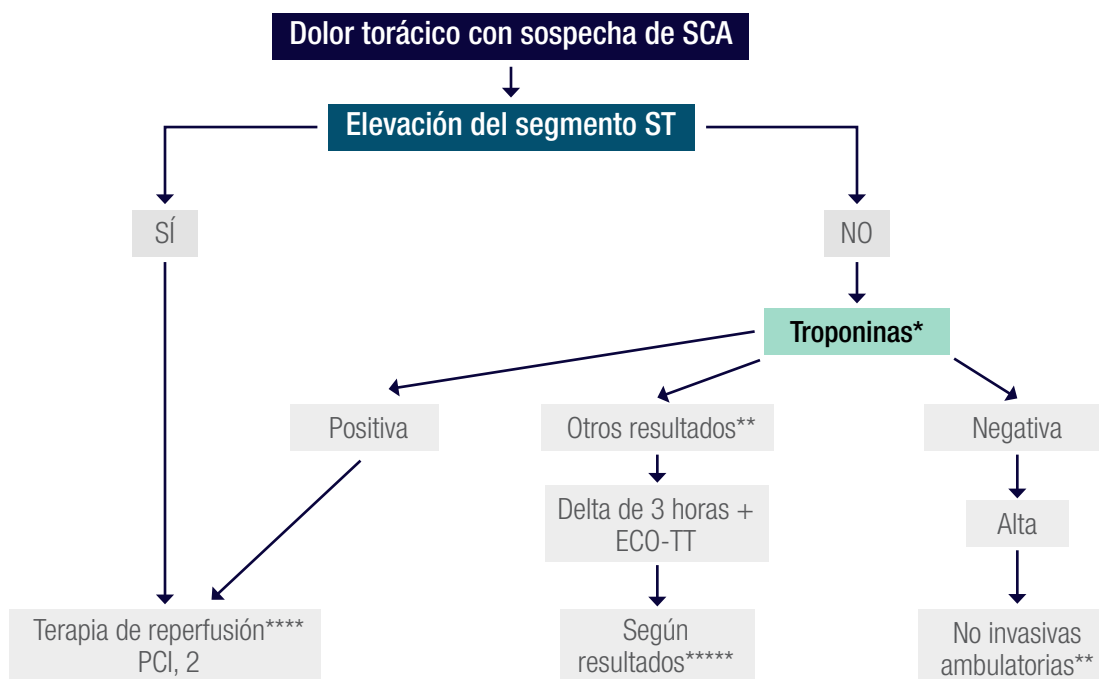 Dolor torácico con sospecha de SCA
Elevación del segmento ST
SÍ
NO
Troponinas*
Positiva
Otros resultados**
Negativa
Delta de 3 horas +
ECO-TT
Alta
Terapia de reperfusión****
PCI, 2
Según
resultados*****
No invasivas
ambulatorias**